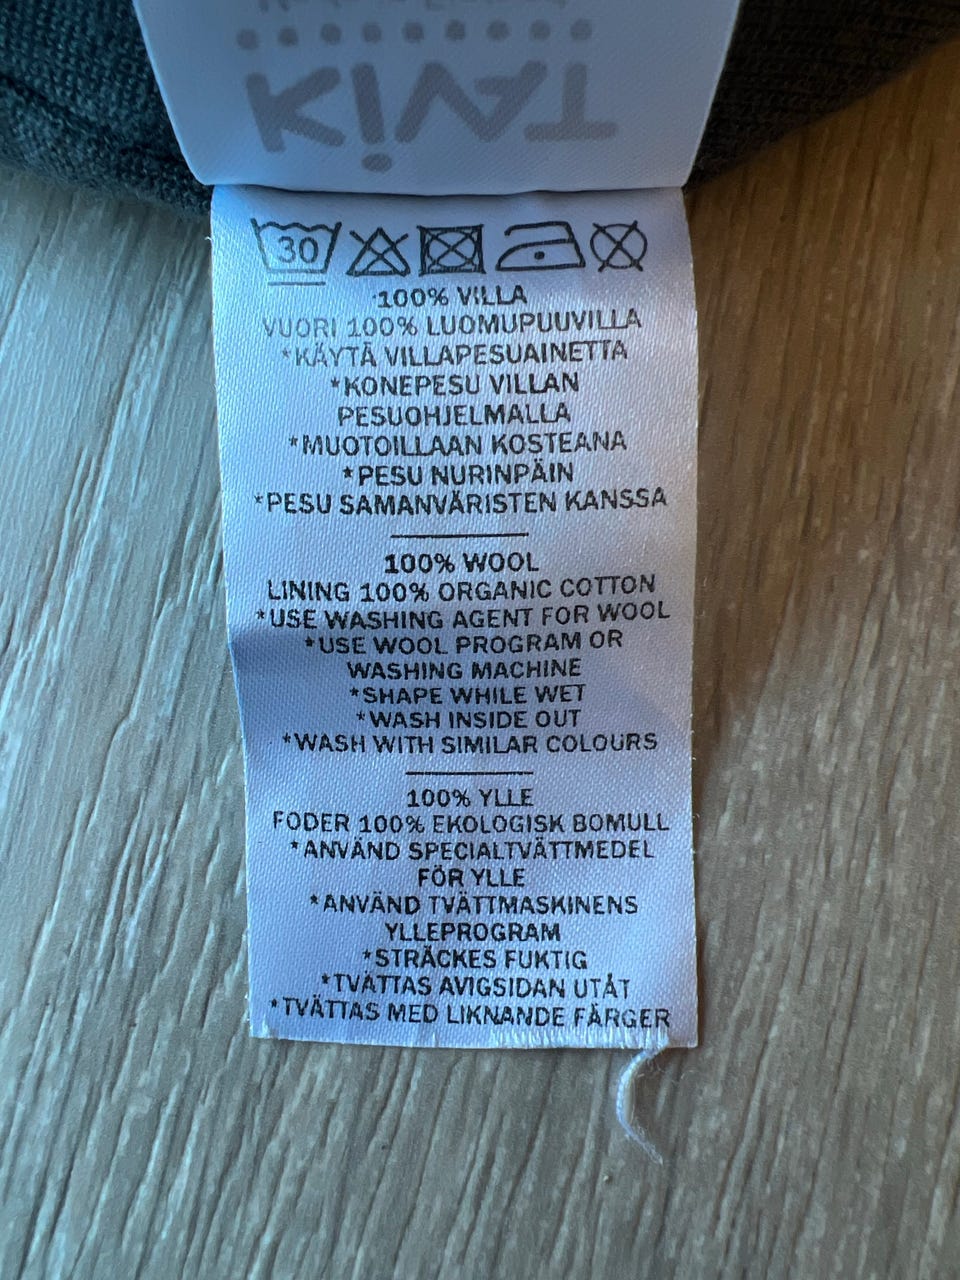 KiVAT
30
100% VILLA
VUORI 100% LUOMUPUUVILLA
*KÄYTÄ VILLAPESUAINETTA
*KONEPESU VILLAN
PESUOHJELMALLA
*MUOTOILLAAN KOSTEANA
*PESU NURINPÄIN
*PESU SAMANVÄRISTEN KANSSA
100% WOOL
LINING 100% ORGANIC COTTON
*USE WASHING AGENT FOR WOOL
*USE WOOL PROGRAM OR
WASHING MACHINE
*SHAPE WHILE WET
*WASH INSIDE OUT
*WASH WITH SIMILAR COLOURS
100% YLLE
FODER 100% EKOLOGISK BOMULL
*ANVÄND SPECIALTVÄTTMEDEL
FÖR YLLE
*ANVÄND TVÄTTMASKINENS
YLLEPROGRAM
*STRÄCKES FUKTIG
*TVÄTTAS AVIGSIDAN UTÅT
*TVÄTTAS MED LIKNANDE FÄRGER